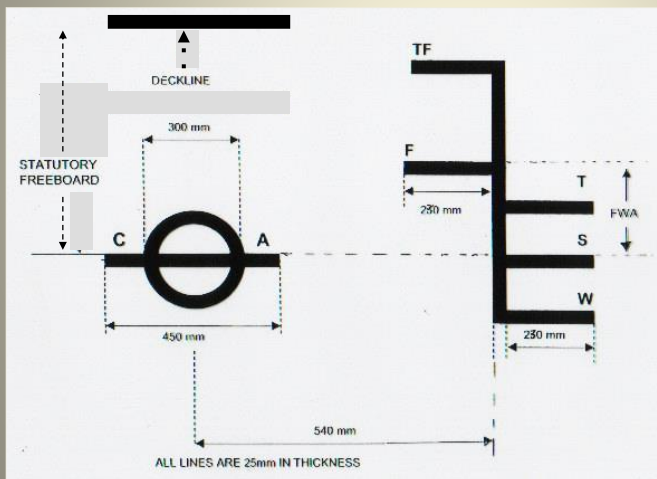 TF
DECKLINE
300 mm
F
STATUTORY
FREEBOARD
T
230 mm
FWA
C
A
S
W
450 mm
230 mm
540 mm
ALL LINES ARE 25mm IN THICKNESS